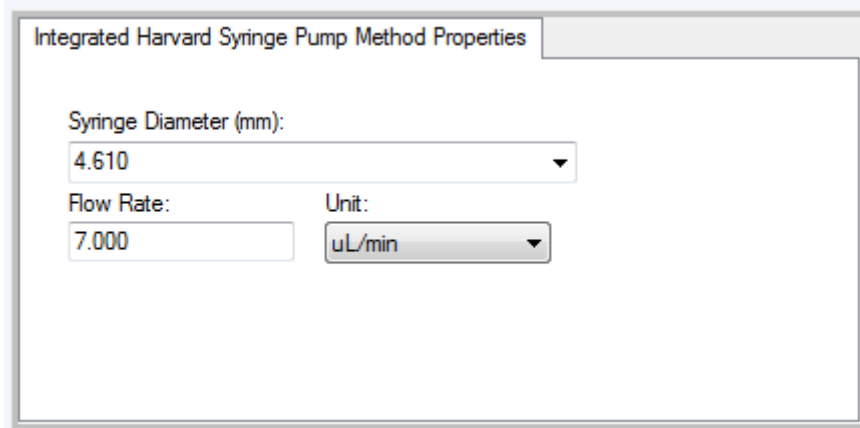 Integrated Harvard Syringe Pump Method Properties
Syringe Diameter (mm):
4.610
Flow Rate: Unit:
7.000 uL/min